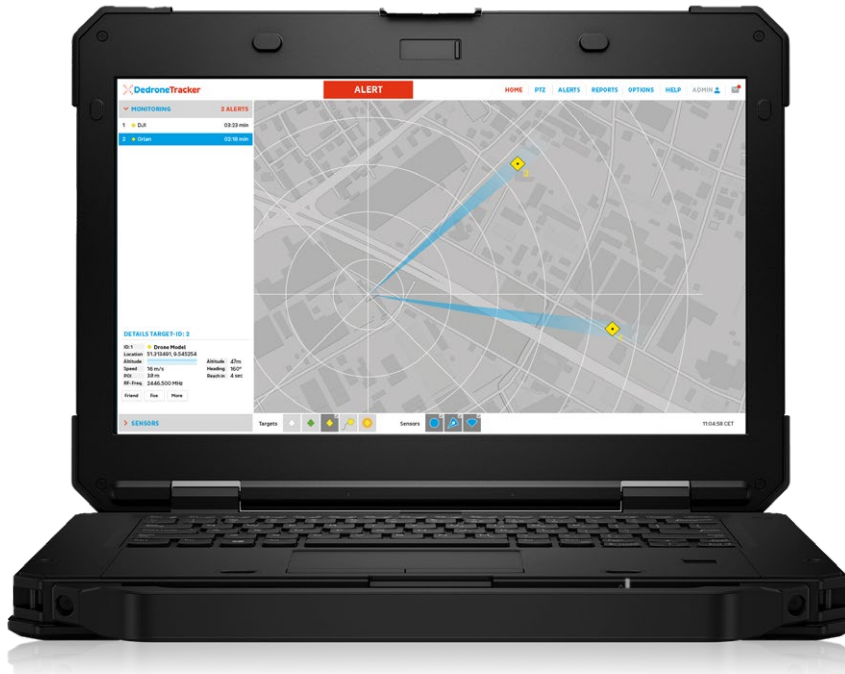 DedroneTracker
ALERT
HOME PTZ ALERTS REPORTS OPTIONS HELP ADMIN
MONITORING 2 ALERTS
1 DJI 03:23 min
2 Orlan 02:18 min
2
DETAILS TARGET-ID: 2
ID:1 Drone Model
Location 51.313491, 9.545254
Altitude Altitude 47m
Speed 16 m/s Heading 160°
POI 38 m Reach in 4 sec
RF-Freq. 2446,500 MHz
Friend Foe More
SENSORS
Targets
Sensors
11:04:58 CET